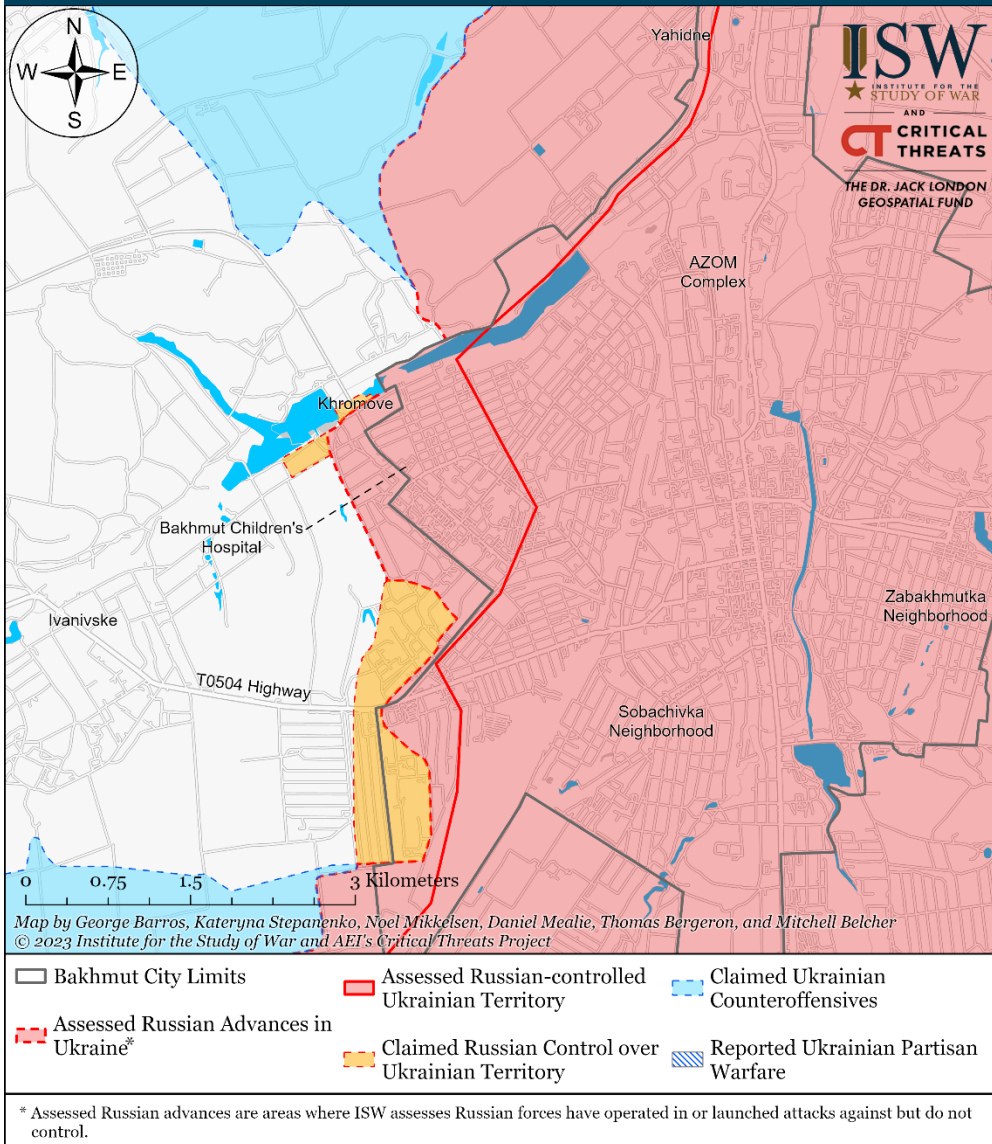 N
W E
S
Yahidne
ISW
INSTITUTE FOR THE
STUDY OF WAR
AND
CT CRITICAL
THREATS
THE DR. JACK LONDON
GEOSPATIAL FUND
AZOM
Complex
Khromove
Bakhmut Children's
Hospital
Zabakhmutka
Neighborhood
Ivanivske
T0504 Highway
Sobachivka
Neighborhood
0 0.75 1.5 3 Kilometers
Map by George Barros, Kateryna Stepanenko, Noel Mikkelsen, Daniel Mealie, Thomas Bergeron, and Mitchell Belcher
© 2023 Institute for the Study of War and AEI's Critical Threats Project
Bakhmut City Limits
Assessed Russian Advances in
Ukraine*
Assessed Russian-controlled
Ukrainian Territory
Claimed Russian Control over
Ukrainian Territory
Claimed Ukrainian
Counteroffensives
Reported Ukrainian Partisan
Warfare
* Assessed Russian advances are areas where ISW assesses Russian forces have operated in or launched attacks against but do not
control.